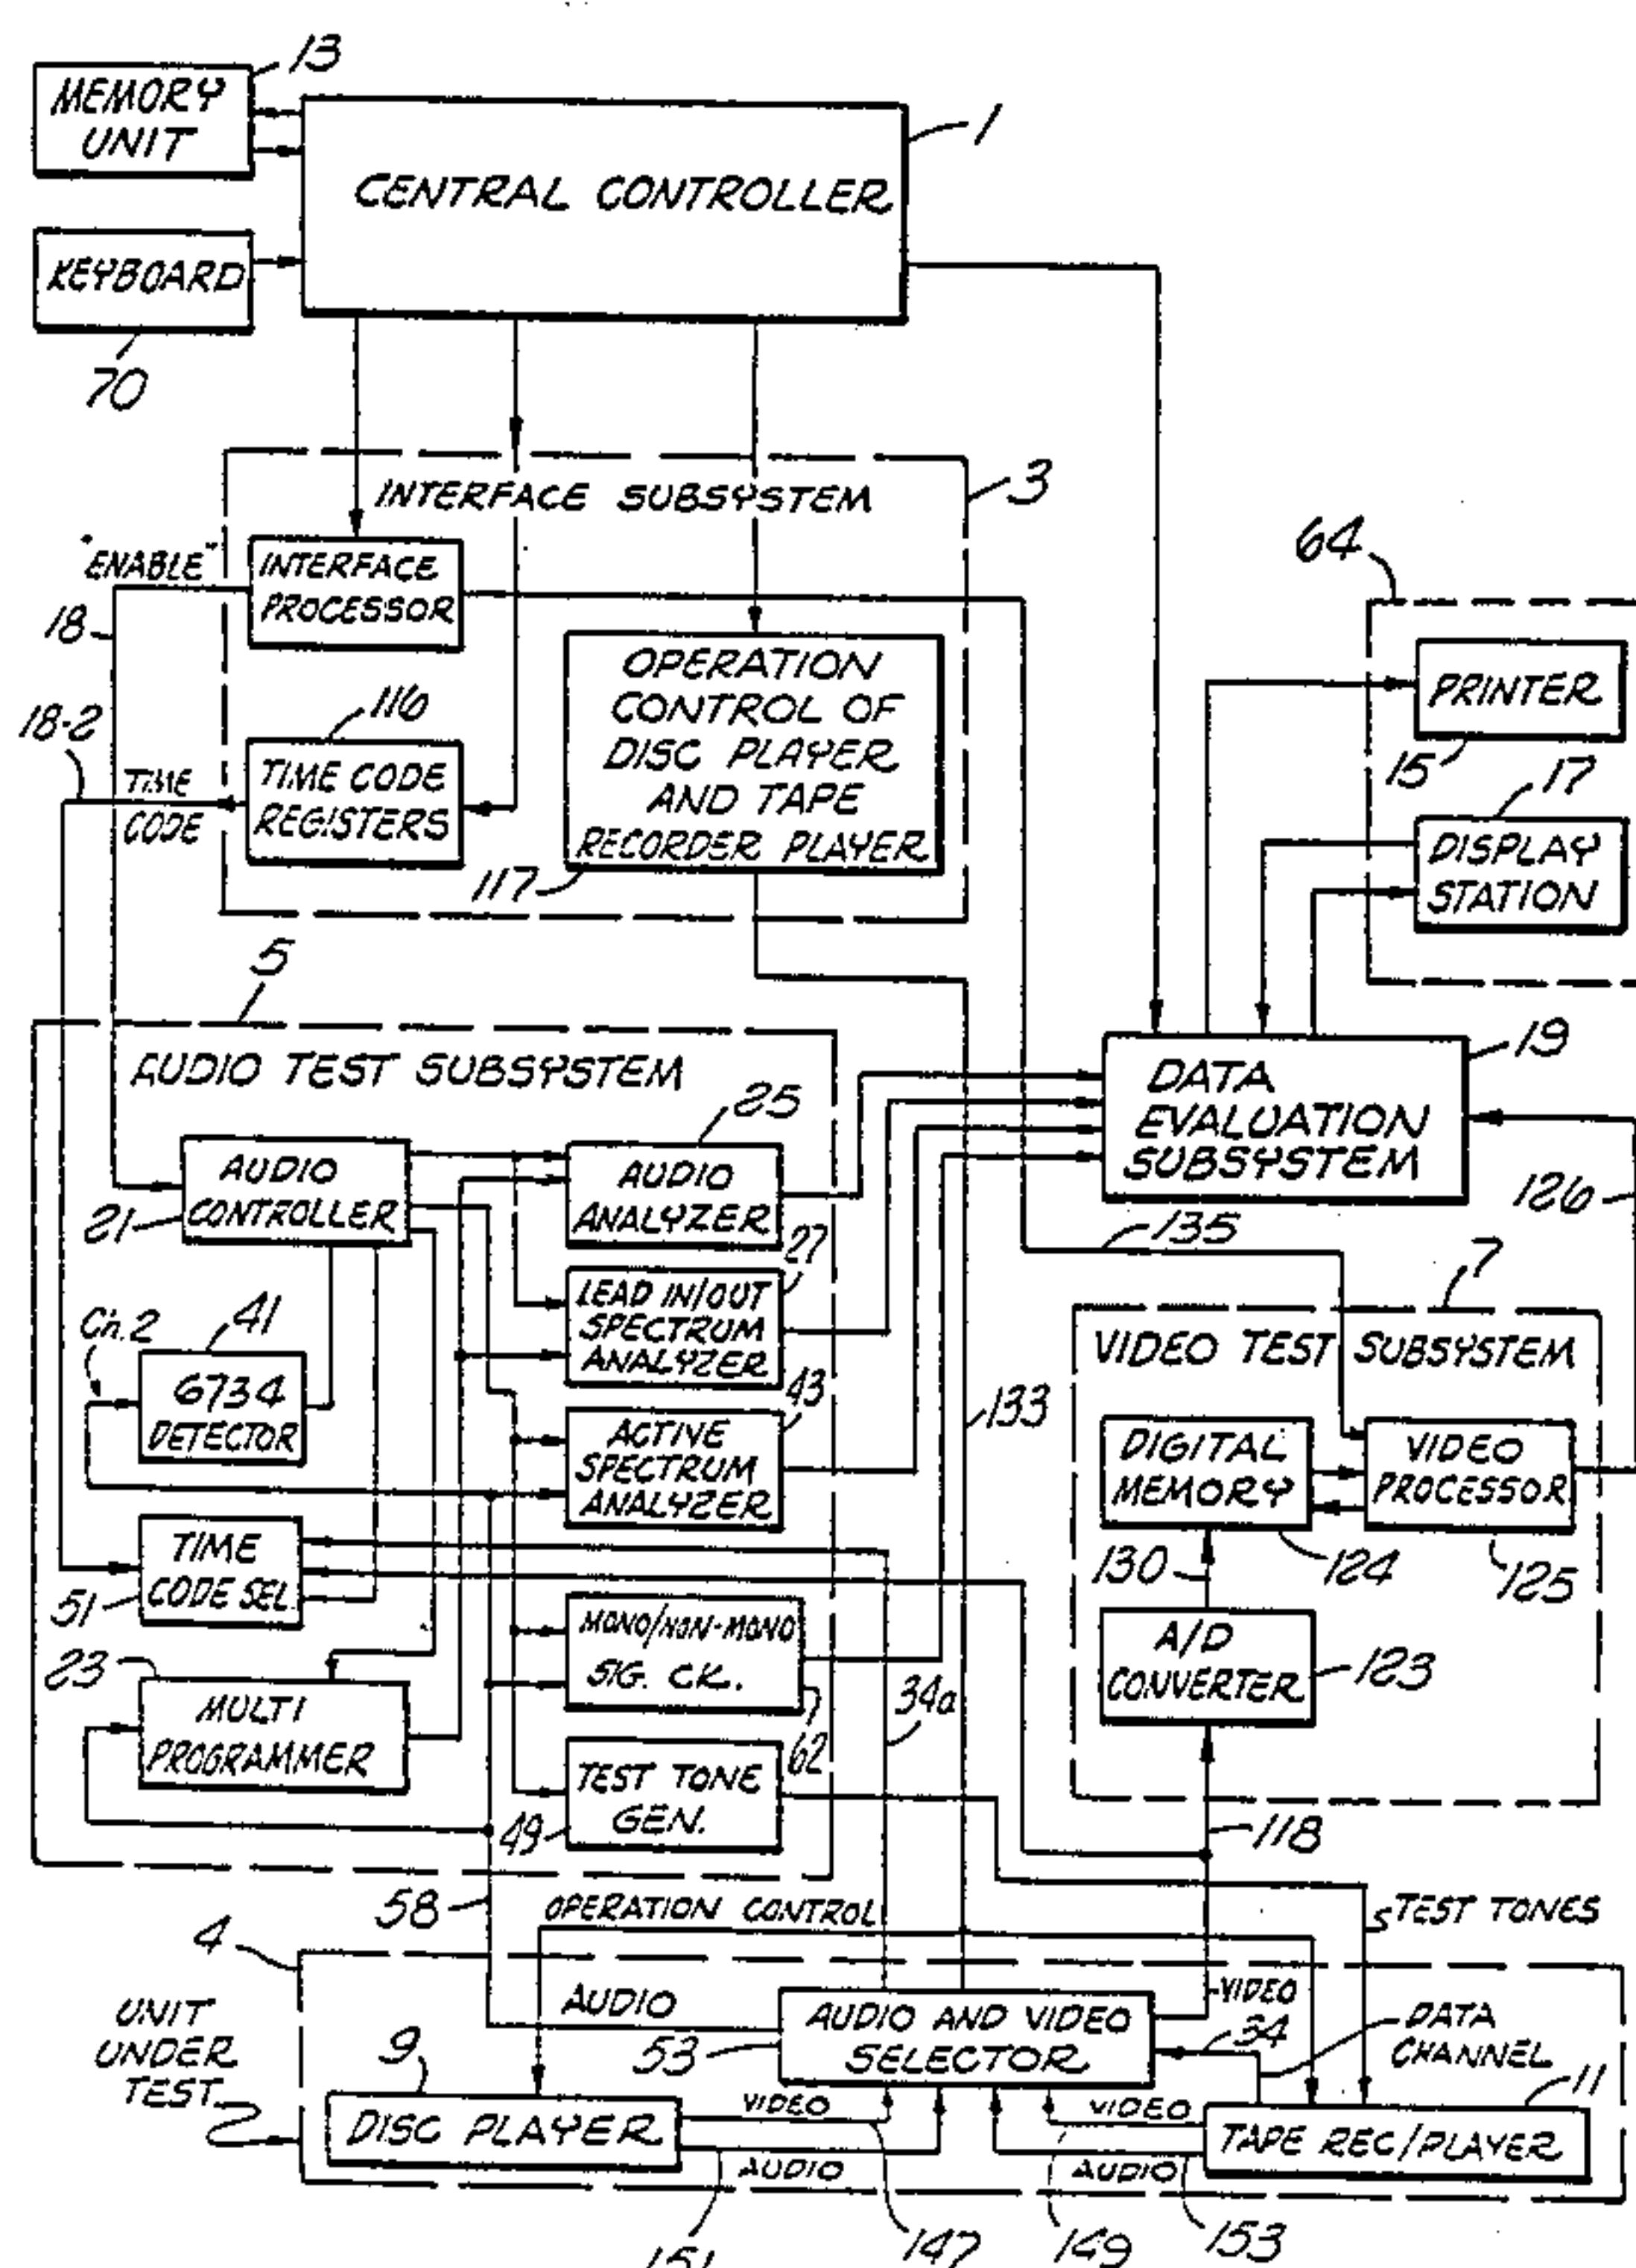 13
MEMORY
UNIT
1
CENTRAL CONTROLLER
KEYBOARD
70
INTERFACE SUBSYSTEM
3
"ENABLE"
INTERFACE
PROCESSOR
18
64
OPERATION
CONTROL OF
DISC PLAYER
AND TAPE
RECORDER PLAYER
117
PRINTER
15
116
18-2
TIME
CODE
TIME CODE
REGISTERS
17
DISPLAY
STATION
5
AUDIO TEST SUBSYSTEM
19
DATA
EVALUATION
SUBSYSTEM
25
AUDIO
CONTROLLER
21
AUDIO
ANALYZER
126
135
27
LEAD IN/OUT
SPECTRUM
ANALYZER
7
VIDEO TEST SUBSYSTEM
Ch. 2
41
6734
DETECTOR
43
ACTIVE
SPECTRUM
ANALYZER
133
DIGITAL
MEMORY
VIDEO
PROCESSOR
124
125
130
TIME
CODE SEL.
51
MONO/NON-MONO
SIG. CK.
62
34a
A/D
CONVERTER
123
23
MULTI
PROGRAMMER
TEST TONE
GEN.
49
118
58
OPERATION CONTROL
TEST TONES
4
UNIT
UNDER
TEST
AUDIO
AUDIO AND VIDEO
SELECTOR
53
VIDEO
34
DATA
CHANNEL
9
DISC PLAYER
VIDEO
AUDIO
VIDEO
AUDIO
11
TAPE REC/PLAYER
151
147
149
153